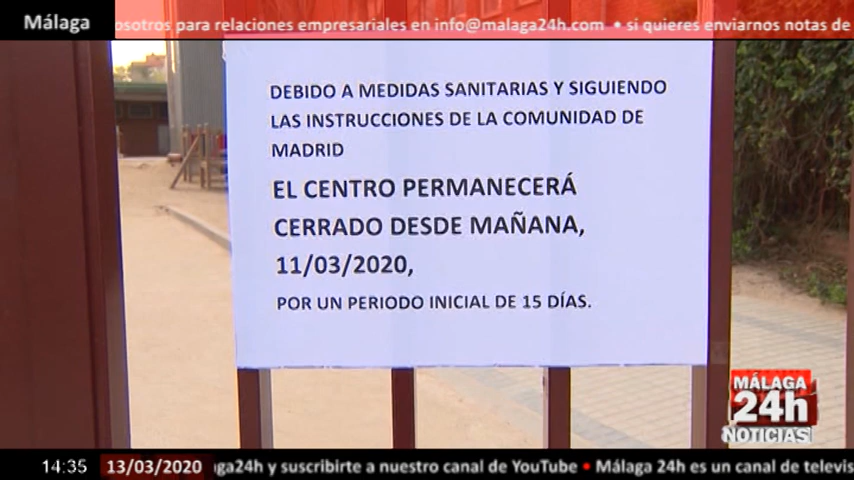 Málaga
osotros para relaciones empresariales en info@malaga24h.com • si quieres enviarnos notas de
DEBIDO A MEDIDAS SANITARIAS Y SIGUIENDO
LAS INSTRUCCIONES DE LA COMUNIDAD DE
MADRID
EL CENTRO PERMANECERÁ
CERRADO DESDE MAÑANA,
11/03/2020,
POR UN PERIODO INICIAL DE 15 DÍAS.
MÁLAGA
24h
NOTICIAS
14:35 13/03/2020 aga24h y suscribirte a nuestro canal de YouTube • Málaga 24h es un canal de televis